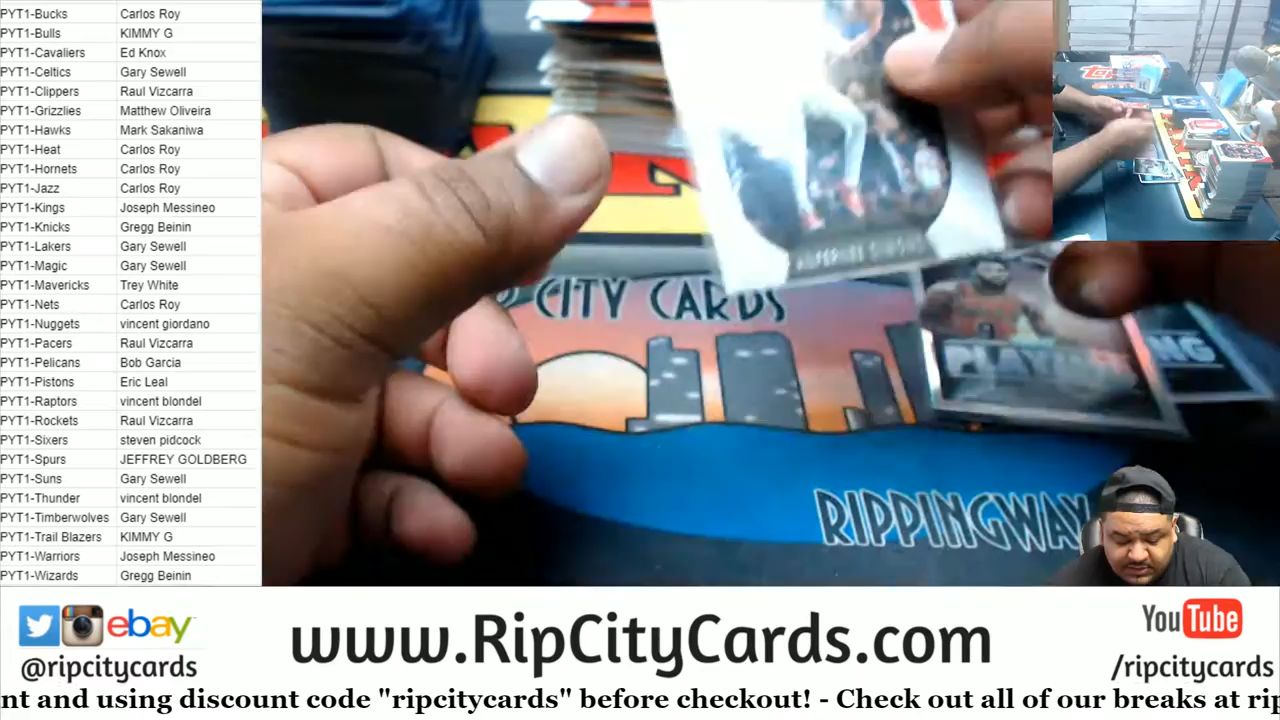 PYT1-Bucks Carlos Roy
PYT1-Bulls KIMMY G
PYT1-Cavaliers Ed Knox
PYT1-Celtics Gary Sewell
PYT1-Clippers Raul Vizcarra
PYT1-Grizzlies Matthew Oliveira
PYT1-Hawks Mark Sakaniwa
PYT1-Heat Carlos Roy
PYT1-Hornets Carlos Roy
PYT1-Jazz Carlos Roy
PYT1-Kings Joseph Messineo
PYT1-Knicks Gregg Beinin
PYT1-Lakers Gary Sewell
PYT1-Magic Gary Sewell
PYT1-Mavericks Trey White
PYT1-Nets Carlos Roy
PYT1-Nuggets vincent giordano
PYT1-Pacers Raul Vizcarra
PYT1-Pelicans Bob Garcia
PYT1-Pistons Eric Leal
PYT1-Raptors vincent blondel
PYT1-Rockets Raul Vizcarra
PYT1-Sixers steven pidcock
PYT1-Spurs JEFFREY GOLDBERG
PYT1-Suns Gary Sewell
PYT1-Thunder vincent blondel
PYT1-Timberwolves Gary Sewell
PYT1-Trail Blazers KIMMY G
PYT1-Warriors Joseph Messineo
PYT1-Wizards Gregg Beinin
P CITY CARDS
RIPPINGWAX
ebay
@ripcitycards
www.RipCityCards.com
YouTube
/ripcitycards
nt and using discount code "ripcitycards" before checkout! - Check out all of our breaks at rip